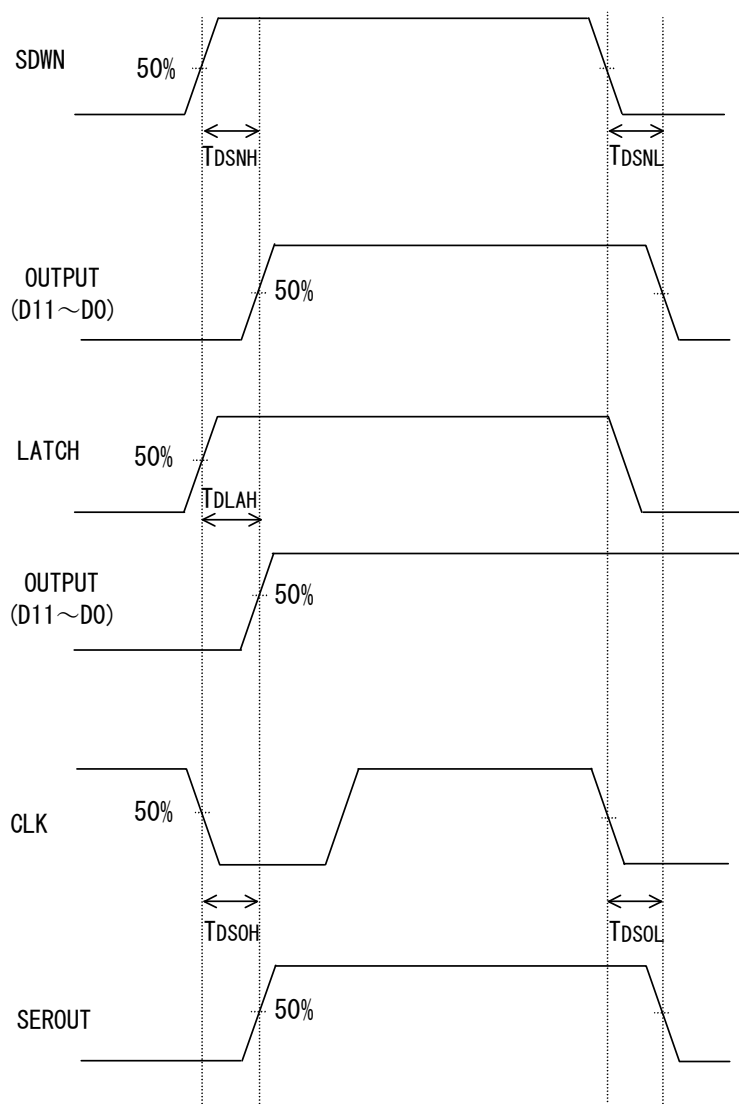 SDWN
50%
TDSNH
TDSNL
OUTPUT
(D11～D0)
50%
LATCH
50%
TDLAH
OUTPUT
(D11～D0)
50%
CLK
50%
TDSOH
TDSOL
SEROUT
50%